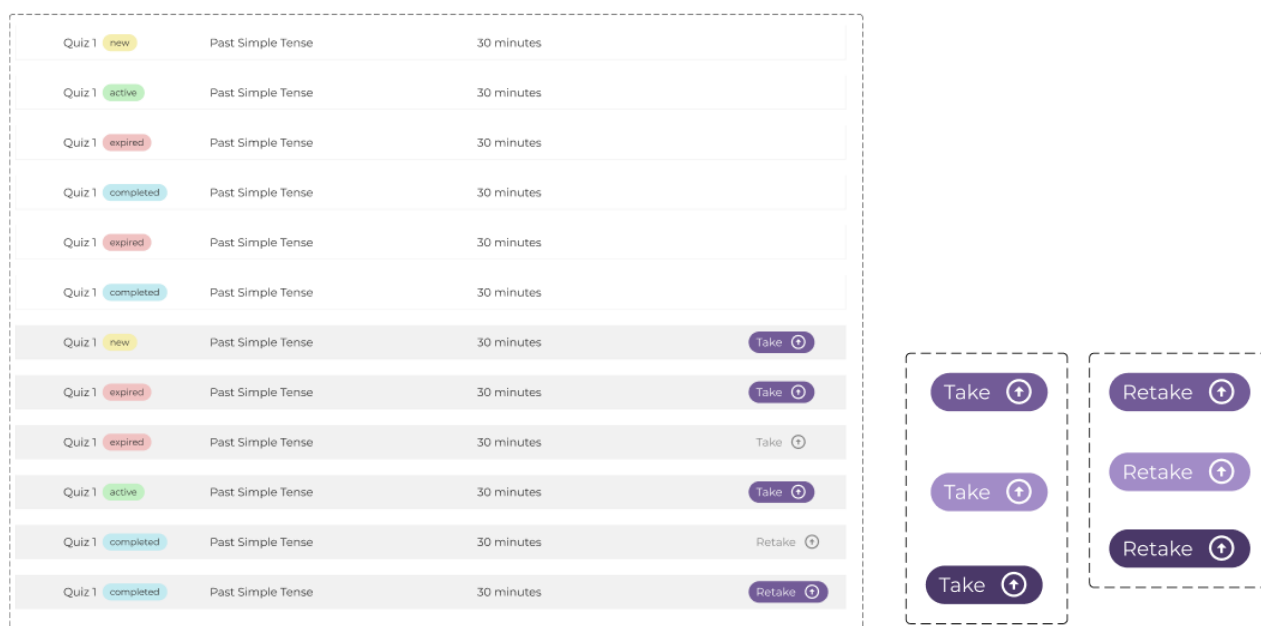 Quiz 1 new Past Simple Tense 30 minutes
Quiz 1 active Past Simple Tense 30 minutes
Quiz 1 expired Past Simple Tense 30 minutes
Quiz 1 completed Past Simple Tense 30 minutes
Quiz 1 expired Past Simple Tense 30 minutes
Quiz 1 completed Past Simple Tense 30 minutes
Quiz 1 new Past Simple Tense 30 minutes Take
Quiz 1 expired Past Simple Tense 30 minutes Take
Quiz 1 expired Past Simple Tense 30 minutes Take
Quiz 1 active Past Simple Tense 30 minutes Take
Quiz 1 completed Past Simple Tense 30 minutes Retake
Quiz 1 completed Past Simple Tense 30 minutes Retake
Take
Take
Take
Retake
Retake
Retake